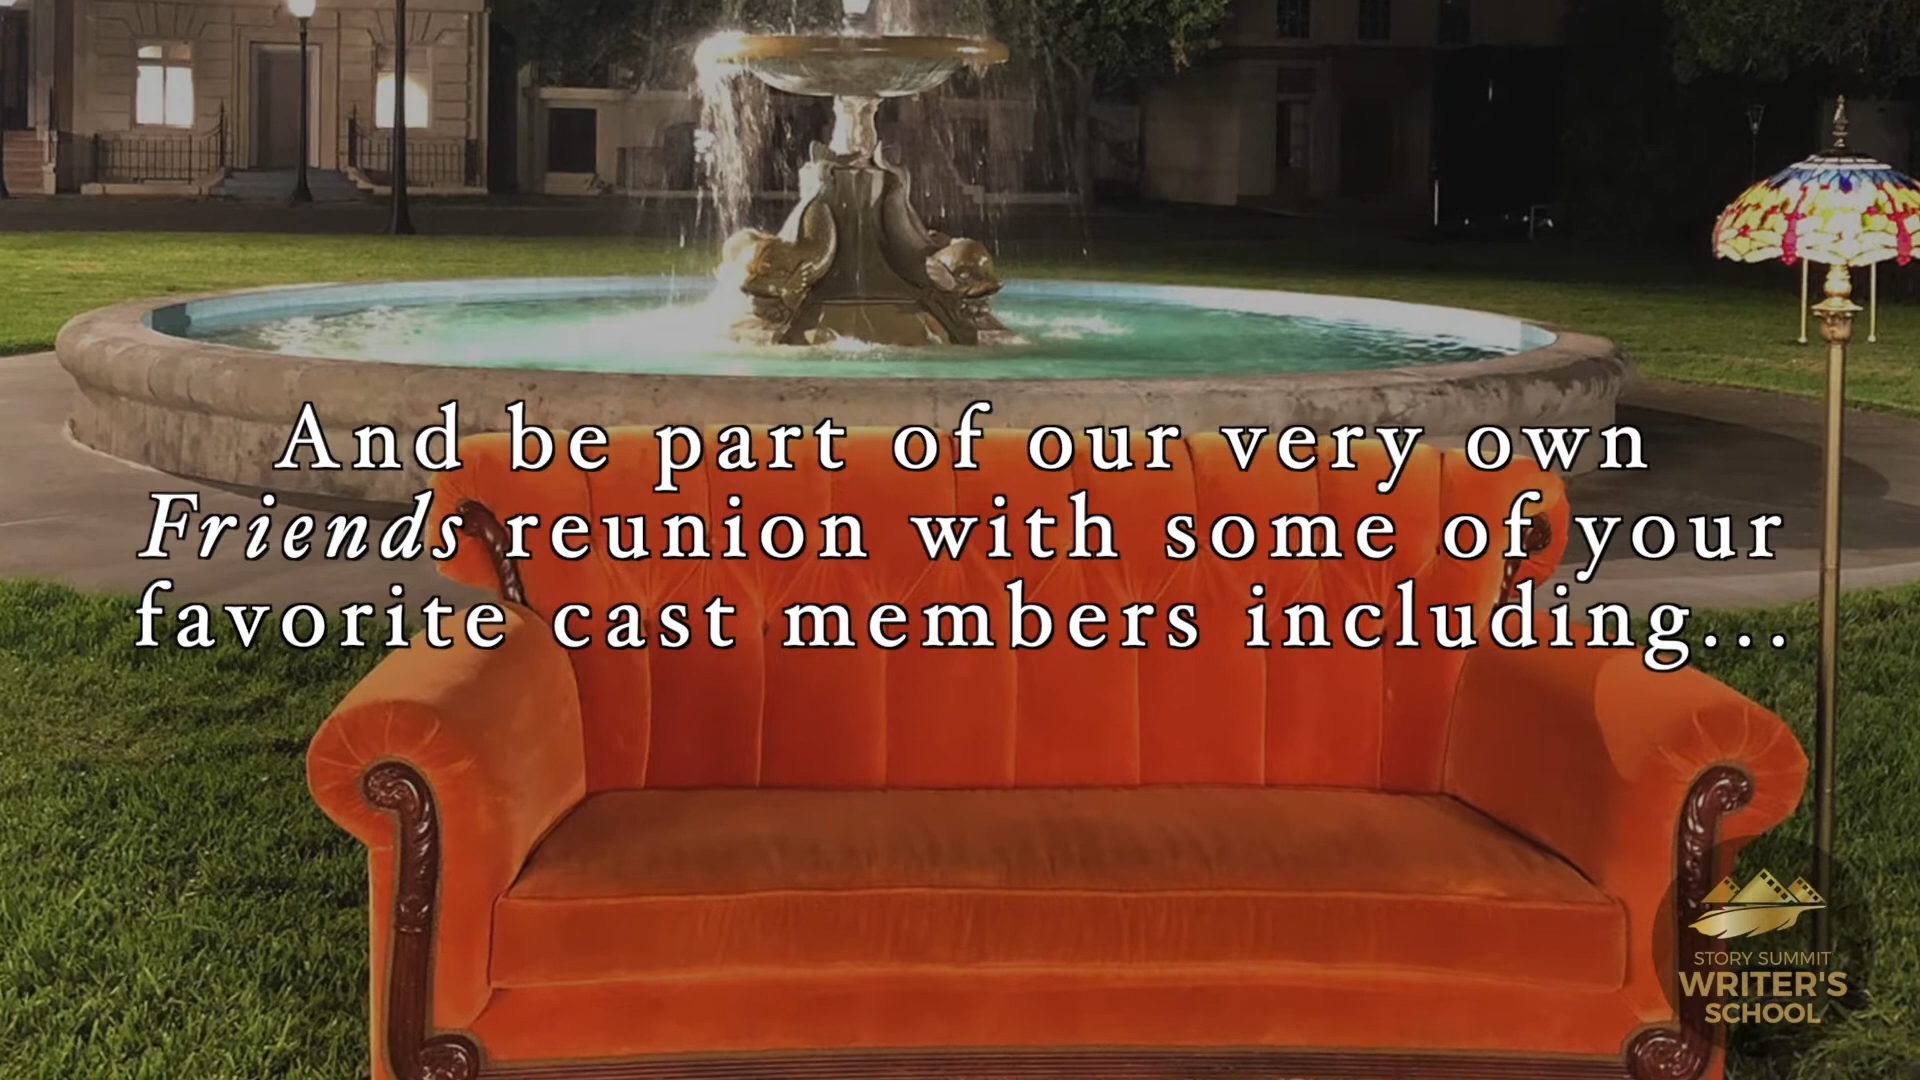 And be part of our very own
Friends reunion with some of your
favorite cast members including...
STORY SUMMIT
WRITER'S
SCHOOL